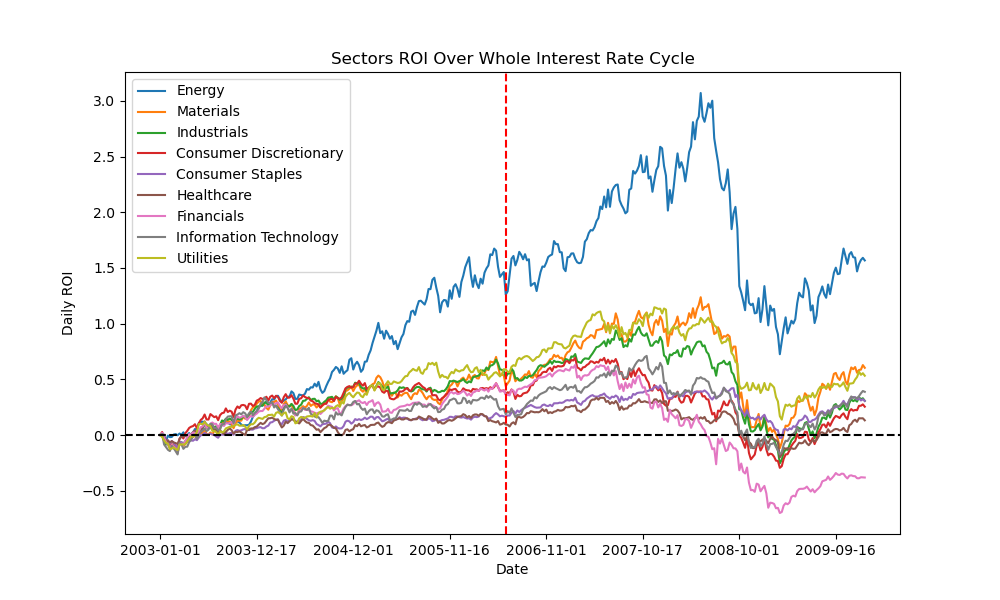 Sectors ROI Over Whole Interest Rate Cycle
Energy
Materials
Industrials
Consumer Discretionary
Consumer Staples
Healthcare
Financials
Information Technology
Utilities
3.0
2.5
2.0
1.5
1.0
0.5
0.0
−0.5
Daily ROI
2003-01-01 2003-12-17 2004-12-01 2005-11-16 2006-11-01 2007-10-17 2008-10-01 2009-09-16
Date